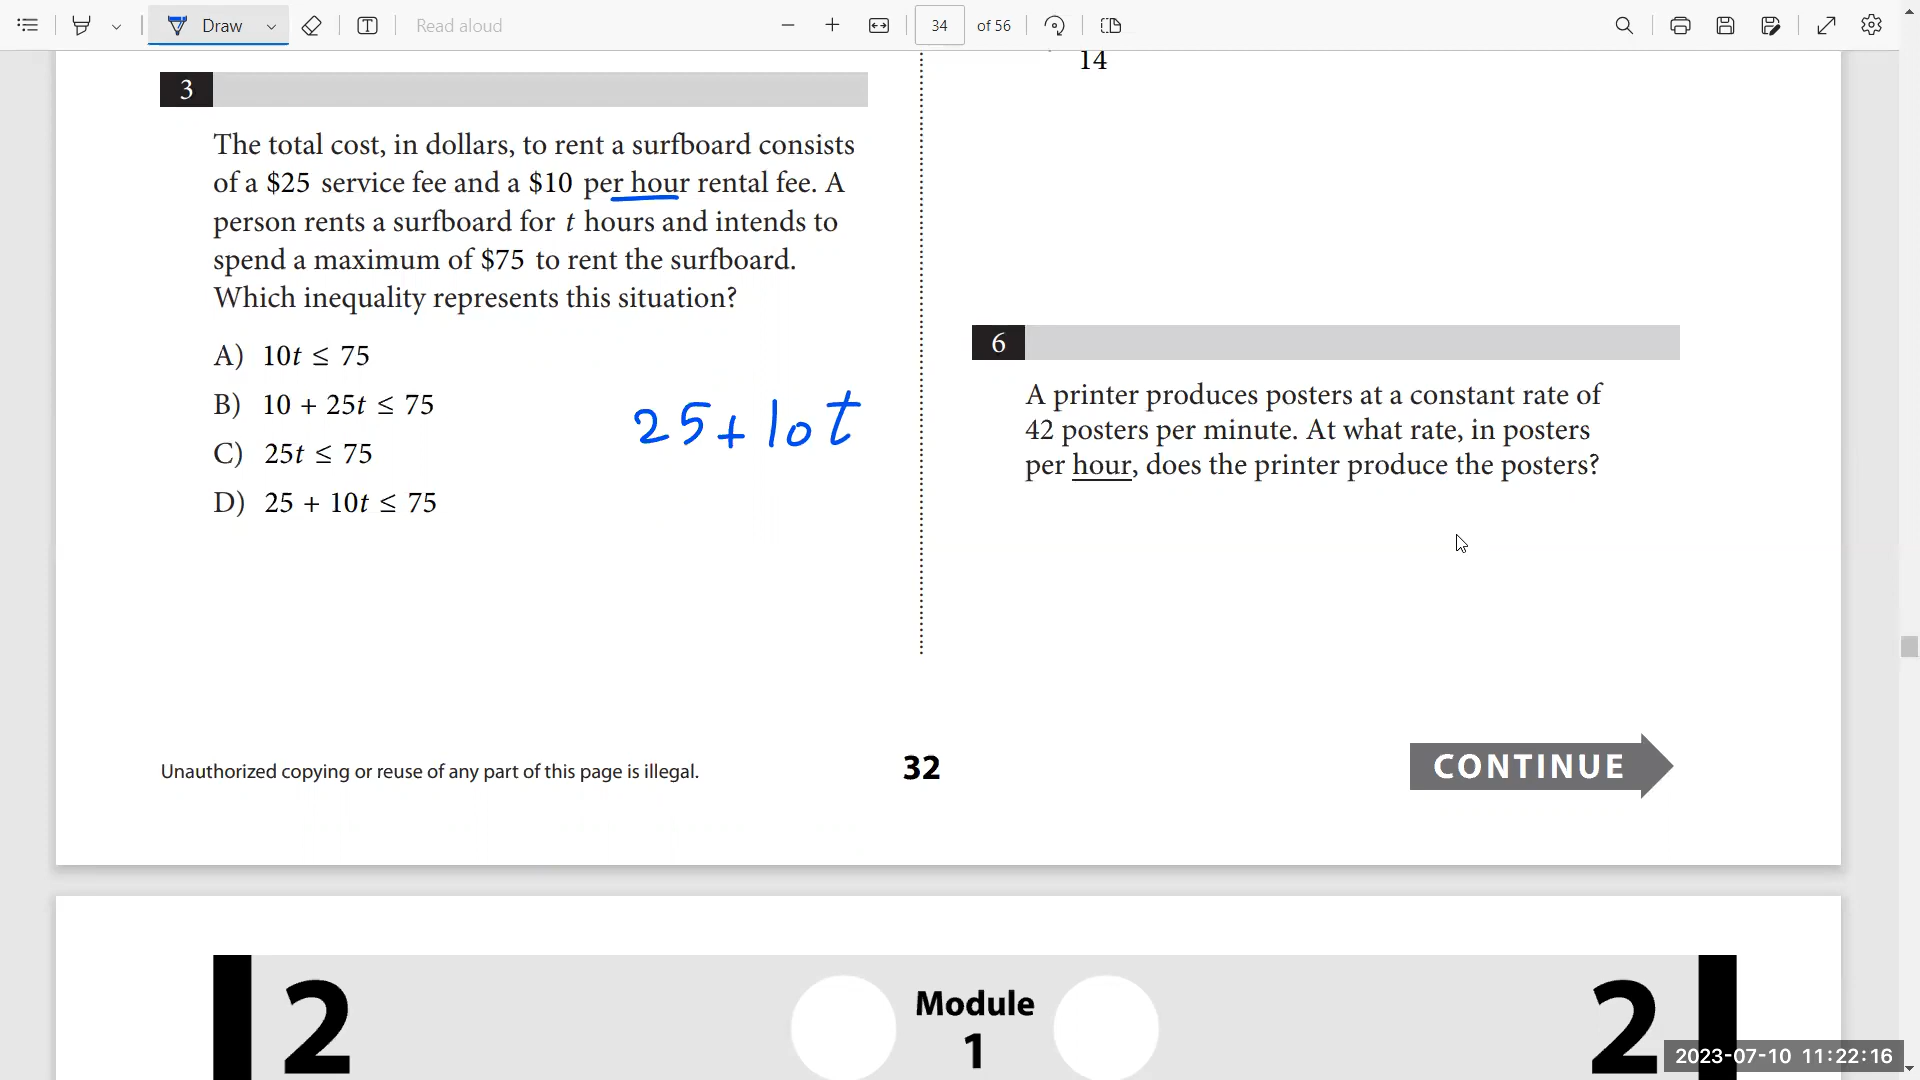 Draw
Read aloud
34 of 56
3
The total cost, in dollars, to rent a surfboard consists
of a $25 service fee and a $10 per hour rental fee. A
person rents a surfboard for t hours and intends to
spend a maximum of $75 to rent the surfboard.
Which inequality represents this situation?
A) 10t ≤ 75
B) 10 + 25t ≤ 75
C) 25t ≤ 75
D) 25 + 10t ≤ 75
25+10t
14
6
A printer produces posters at a constant rate of
42 posters per minute. At what rate, in posters
per hour, does the printer produce the posters?
Unauthorized copying or reuse of any part of this page is illegal.
32
CONTINUE
2
Module
1
2
2023-07-10 11:22:16